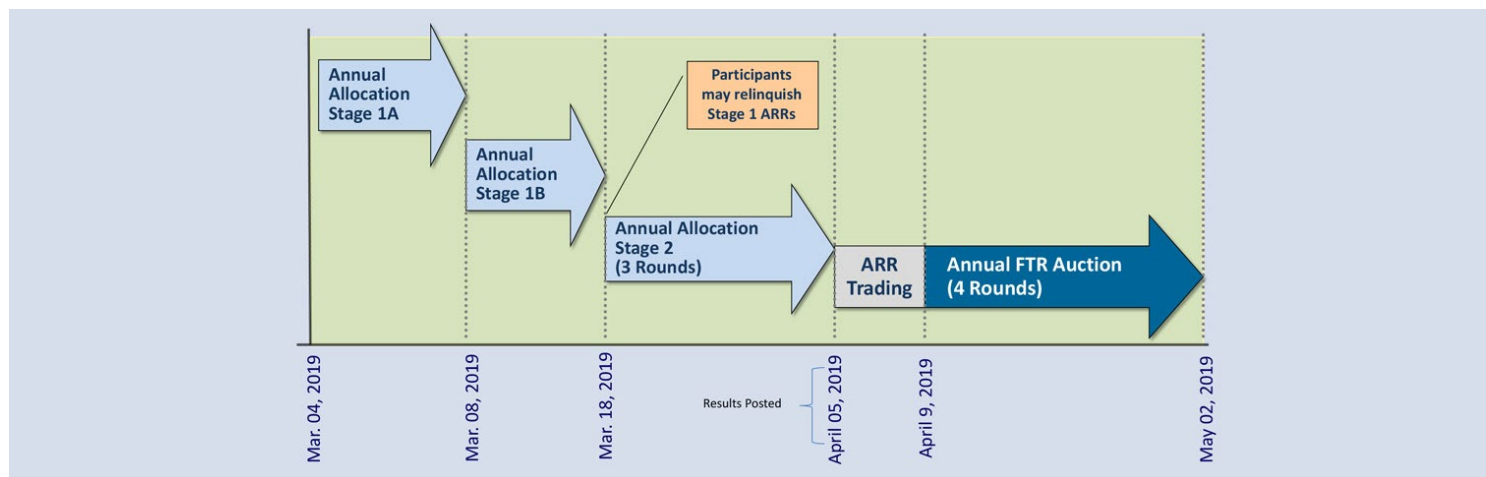 Annual
Allocation
Stage 1A
Annual
Allocation
Stage 1B
Participants
may relinquish
Stage 1 ARRs
Annual Allocation
Stage 2
(3 Rounds)
ARR
Trading
Annual FTR Auction
(4 Rounds)
Mar. 04, 2019
Mar. 08, 2019
Mar. 18, 2019
Results Posted
April 05, 2019
April 9, 2019
May 02, 2019